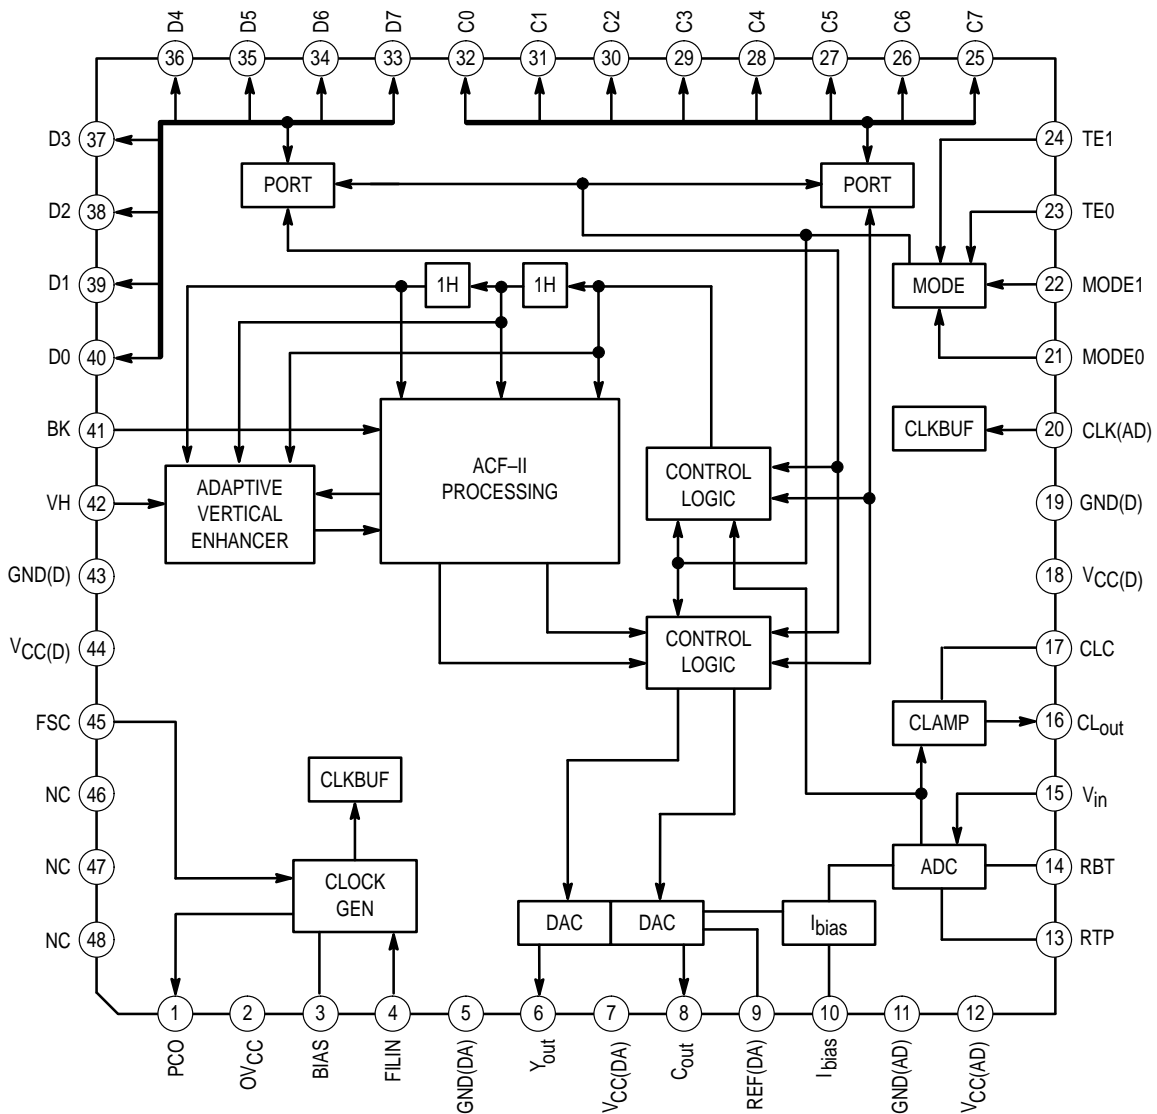 D4 D5 D6 D7 C0 C1 C2 C3 C4 C5 C6 C7
36 35 34 33 32 31 30 29 28 27 26 25
D3 37
24 TE1
PORT
PORT
D2 38
23 TE0
D1 39
1H
1H
MODE
22 MODE1
D0 40
21 MODE0
BK 41
CLKBUF
20 CLK(AD)
ACF–II
PROCESSING
CONTROL
LOGIC
VH 42
ADAPTIVE
VERTICAL
ENHANCER
19 GND(D)
GND(D) 43
18 VCC(D)
VCC(D) 44
CONTROL
LOGIC
17 CLC
FSC 45
CLAMP
16 CLout
CLKBUF
NC 46
15 Vin
NC 47
CLOCK
GEN
ADC
14 RBT
DAC
DAC
Ibias
NC 48
13 RTP
1 2 3 4 5 6 7 8 9 10 11 12
PCO OVCC BIAS FILIN GND(DA) Yout VCC(DA) Cout REF(DA) Ibias GND(AD) VCC(AD)